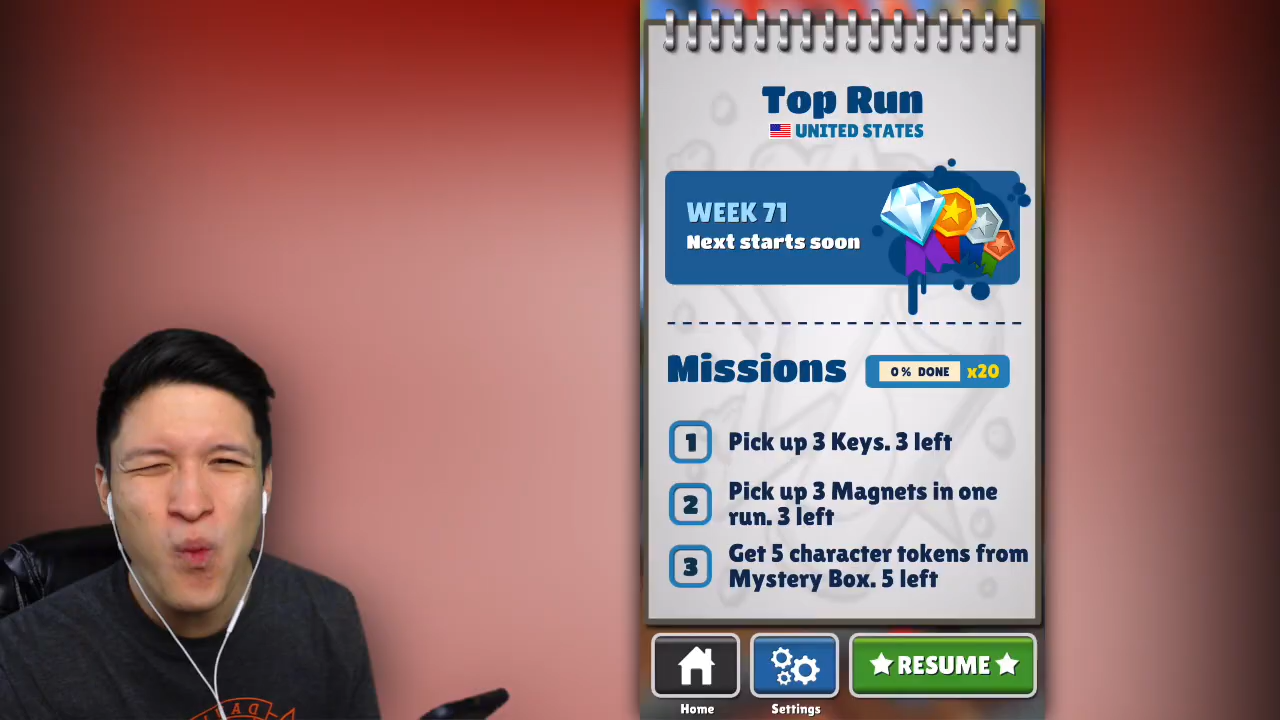 Top Run
UNITED STATES
WEEK 71
Next starts soon
Missions
0% DONE x20
1 Pick up 3 Keys. 3 left
2 Pick up 3 Magnets in one
run. 3 left
3 Get 5 character tokens from
Mystery Box. 5 left
RESUME
Home
Settings